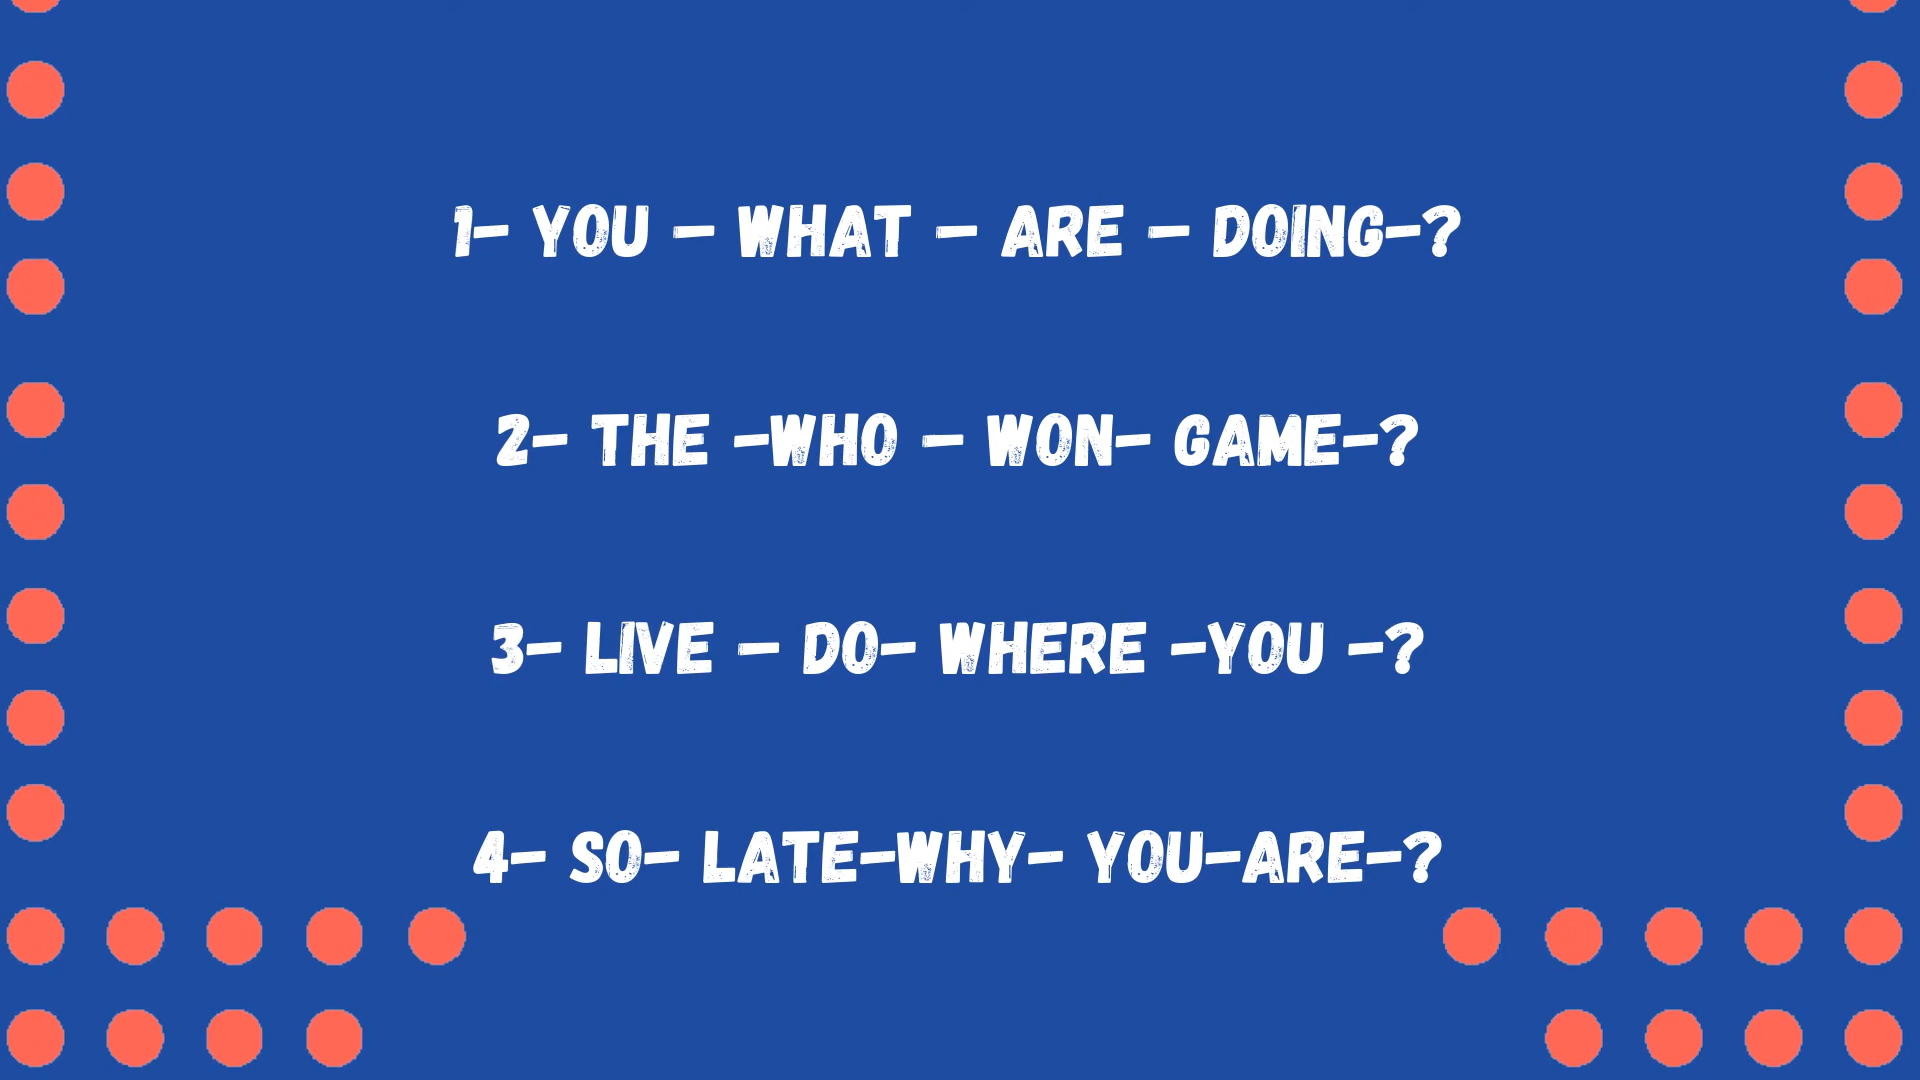 1- YOU - WHAT - ARE - DOING-?
2- THE -WHO - WON- GAME-?
3- LIVE - DO- WHERE -YOU -?
4- SO- LATE-WHY- YOU-ARE-?